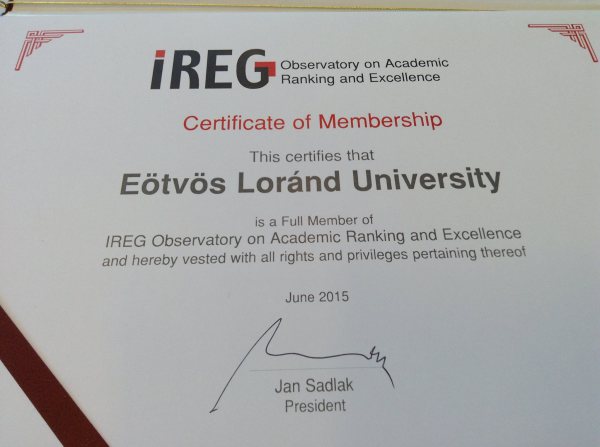 iREG Observatory on Academic
Ranking and Excellence
Certificate of Membership
This certifies that
Eötvös Loránd University
is a Full Member of
IREG Observatory on Academic Ranking and Excellence
and hereby vested with all rights and privileges pertaining thereof
June 2015
Jan Sadlak
President